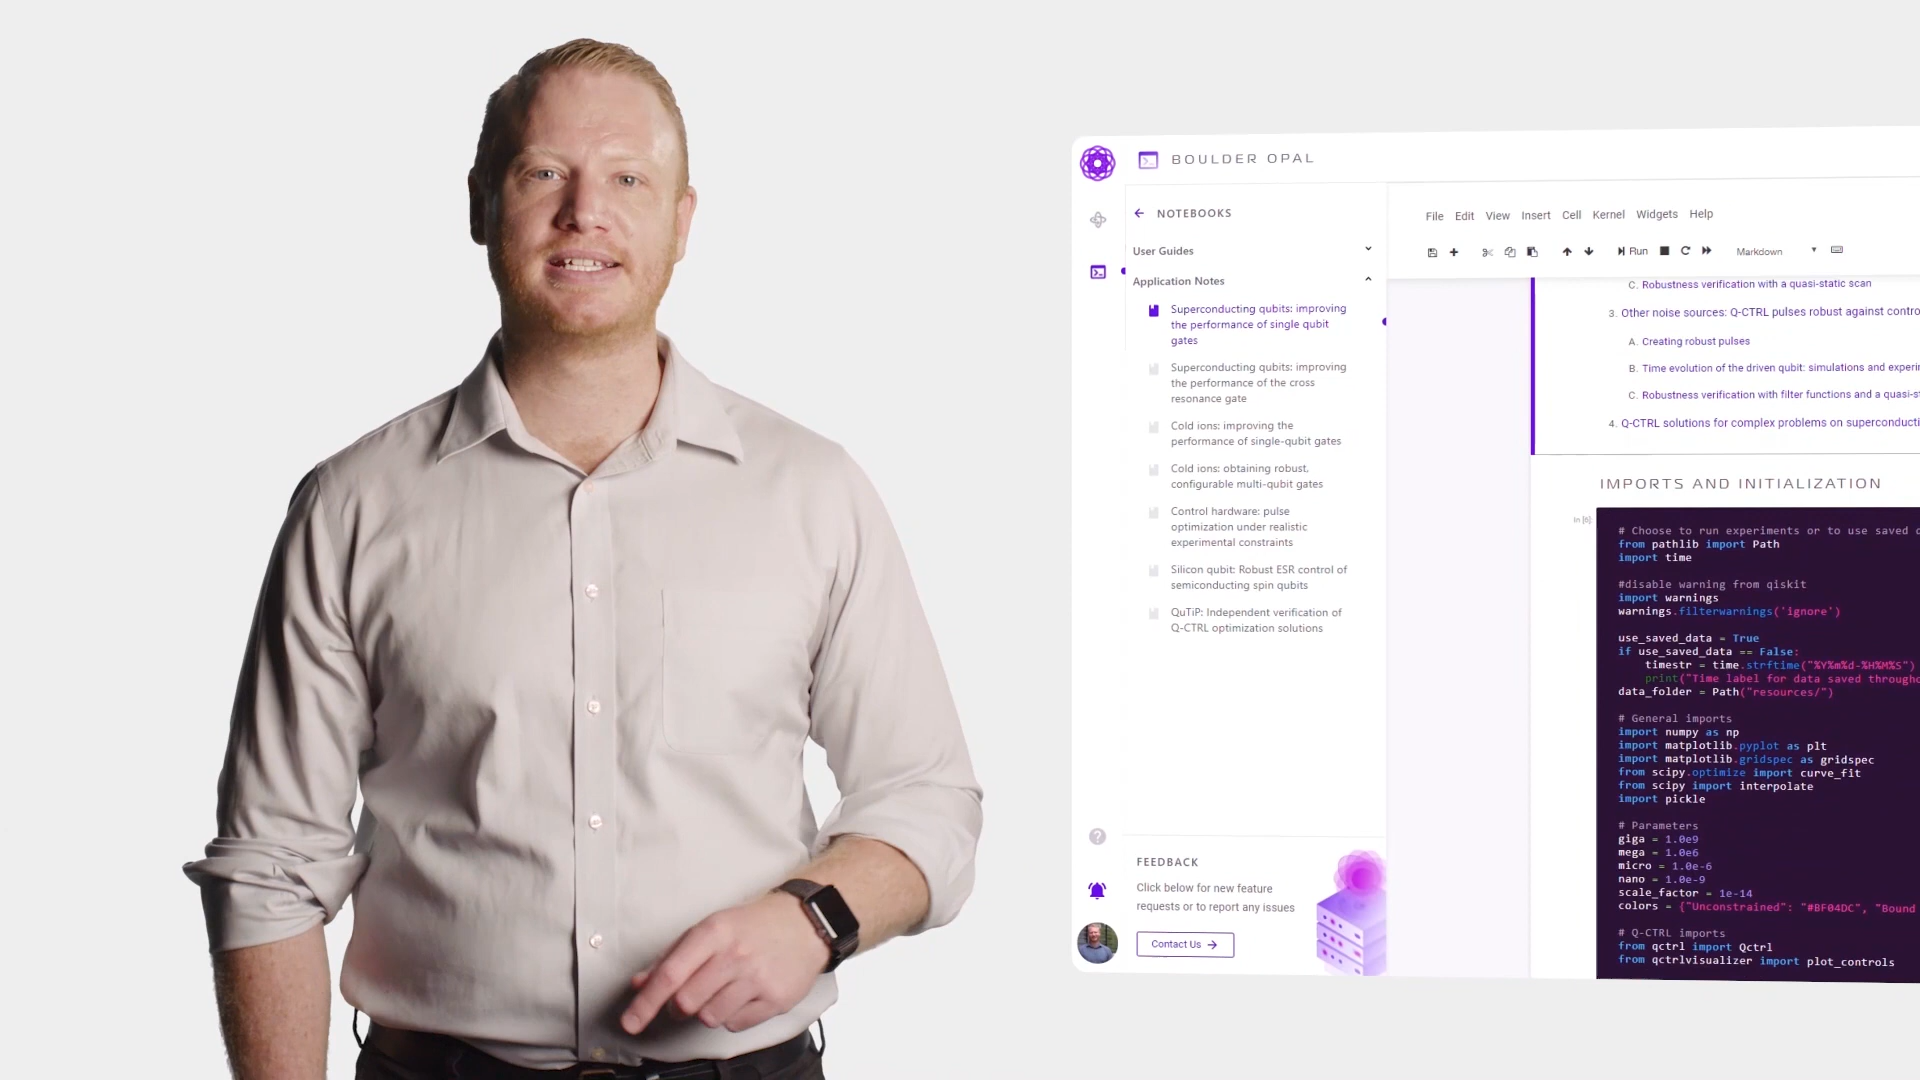 BOULDER OPAL
NOTEBOOKS
User Guides
Application Notes
Superconducting qubits: improving
the performance of single qubit
gates
Superconducting qubits: improving
the performance of the cross
resonance gate
Cold ions: improving the
performance of single-qubit gates
Cold ions: obtaining robust,
configurable multi-qubit gates
Control hardware: pulse
optimization under realistic
experimental constraints
Silicon qubit: Robust ESR control of
semiconducting spin qubits
QuTiP: Independent verification of
Q-CTRL optimization solutions
FEEDBACK
Click below for new feature
requests or to report any issues
Contact Us
File Edit View Insert Cell Kernel Widgets Help
Run Markdown
C. Robustness verification with a quasi-static scan
3. Other noise sources: Q-CTRL pulses robust against contro
A. Creating robust pulses
B. Time evolution of the driven qubit: simulations and experi
C. Robustness verification with filter functions and a quasi-s
4. Q-CTRL solutions for complex problems on superconducti
IMPORTS AND INITIALIZATION
In [6]:
# Choose to run experiments or to use saved
from pathlib import Path
import time
#disable warning from qiskit
import warnings
warnings.filterwarnings('ignore')
use_saved_data = True
if use_saved_data == False:
timestr = time.strftime("%Y%m%d-%H%M%S")
print("Time label for data saved througho
data_folder = Path("resources/")
# General imports
import numpy as np
import matplotlib.pyplot as plt
import matplotlib.gridspec as gridspec
from scipy.optimize import curve_fit
from scipy import interpolate
import pickle
# Parameters
giga = 1.0e9
mega = 1.0e6
micro = 1.0e-6
nano = 1.0e-9
scale_factor = 1e-14
colors = {"Unconstrained": "#BF04DC", "Bound
# Q-CTRL imports
from qctrl import Qctrl
from qctrlvisualizer import plot_controls